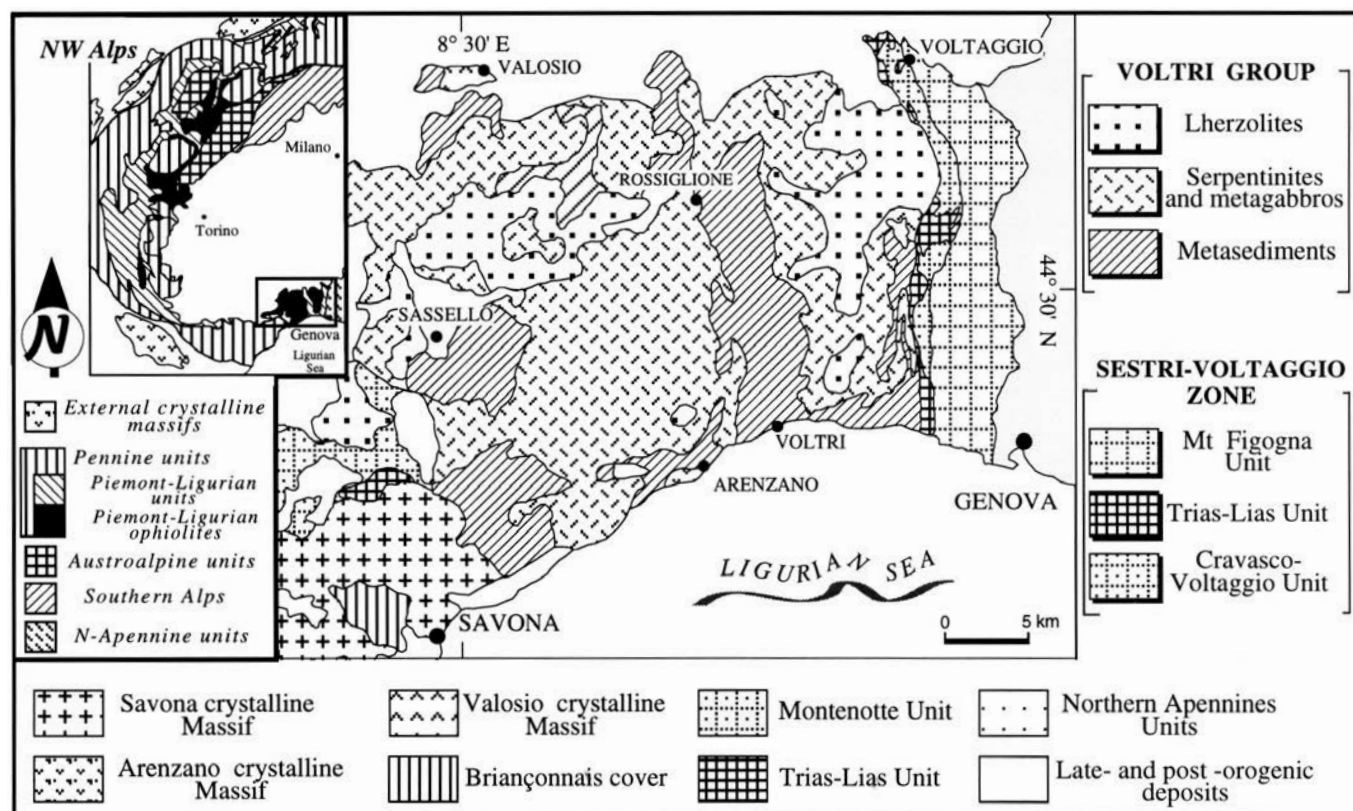 NW Alps
Milano
Torino
Genova
Ligurian
Sea
N
External crystalline
massifs
Pennine units
Piemont-Ligurian
units
Piemont-Ligurian
ophiolites
Austroalpine units
Southern Alps
N-Apennine units
8° 30' E
VALOSIO
VOLTAGGIO
ROSSIGLIONE
SASSELLO
44° 30' N
VOLTRI
ARENZANO
GENOVA
LIGURIAN SEA
SAVONA
0 5 km
VOLTRI GROUP
Lherzolites
Serpentinites
and metagabbros
Metasediments
SESTRI-VOLTAGGIO
ZONE
Mt Figogna
Unit
Trias-Lias Unit
Cravasco-
Voltaggio Unit
Savona crystalline
Massif
Valosio crystalline
Massif
Montenotte Unit
Northern Apennines
Units
Arenzano crystalline
Massif
Briançonnais cover
Trias-Lias Unit
Late- and post -orogenic
deposits